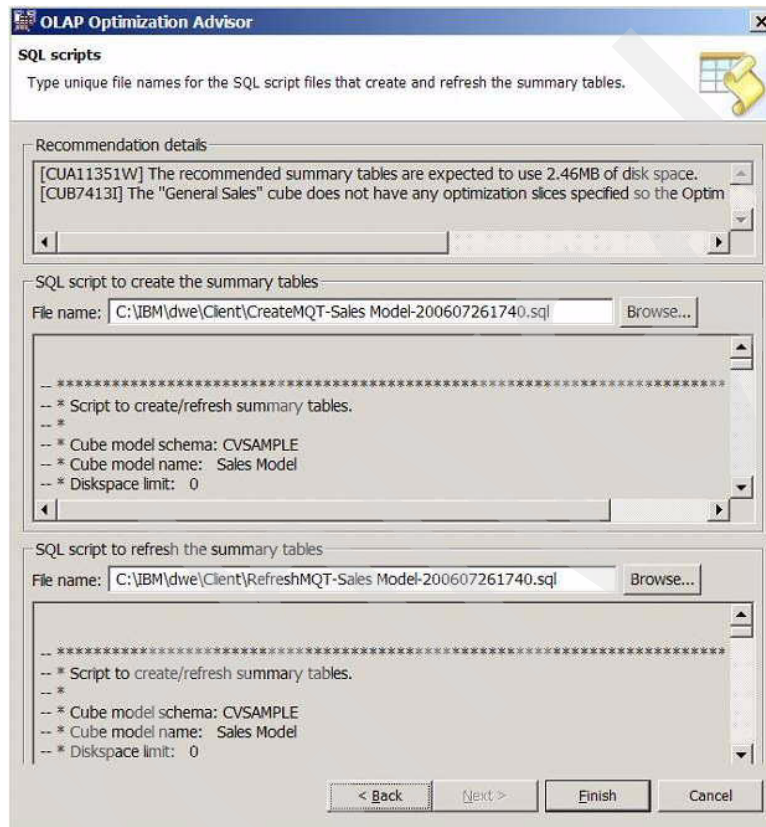 OLAP Optimization Advisor
SQL scripts
Type unique file names for the SQL script files that create and refresh the summary tables.
Recommendation details
[CUA11351W] The recommended summary tables are expected to use 2.46MB of disk space.
[CUB7413I] The "General Sales" cube does not have any optimization slices specified so the Optim
SQL script to create the summary tables
File name: C:\IBM\dwe\Client\CreateMQT-Sales Model-200607261740.sql Browse...
-- *****************************************************************************
-- * Script to create/refresh summary tables.
-- *
-- * Cube model schema: CVSAMPLE
-- * Cube model name: Sales Model
-- * Diskspace limit: 0
SQL script to refresh the summary tables
File name: C:\IBM\dwe\Client\RefreshMQT-Sales Model-200607261740.sql Browse...
-- *****************************************************************************
-- * Script to create/refresh summary tables.
-- *
-- * Cube model schema: CVSAMPLE
-- * Cube model name: Sales Model
-- * Diskspace limit: 0
< Back Next > Finish Cancel